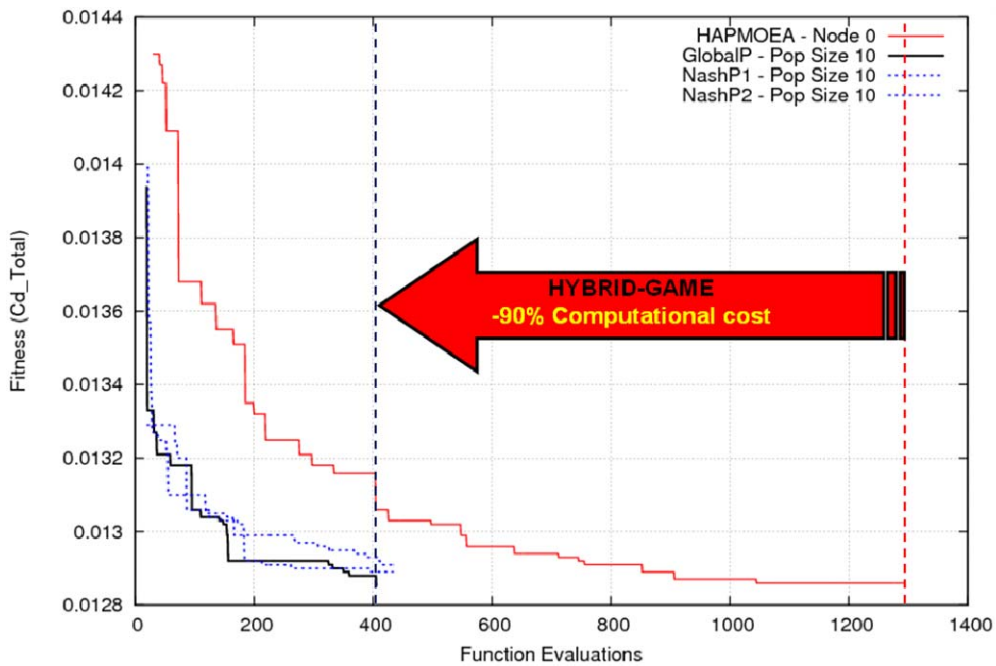 0.0144
0.0142
0.014
0.0138
0.0136
0.0134
0.0132
0.013
0.0128
Fitness (Cd_Total)
HAPMOEA - Node 0
GlobalP - Pop Size 10
NashP1 - Pop Size 10
NashP2 - Pop Size 10
HYBRID-GAME
-90% Computational cost
0 200 400 600 800 1000 1200 1400
Function Evaluations